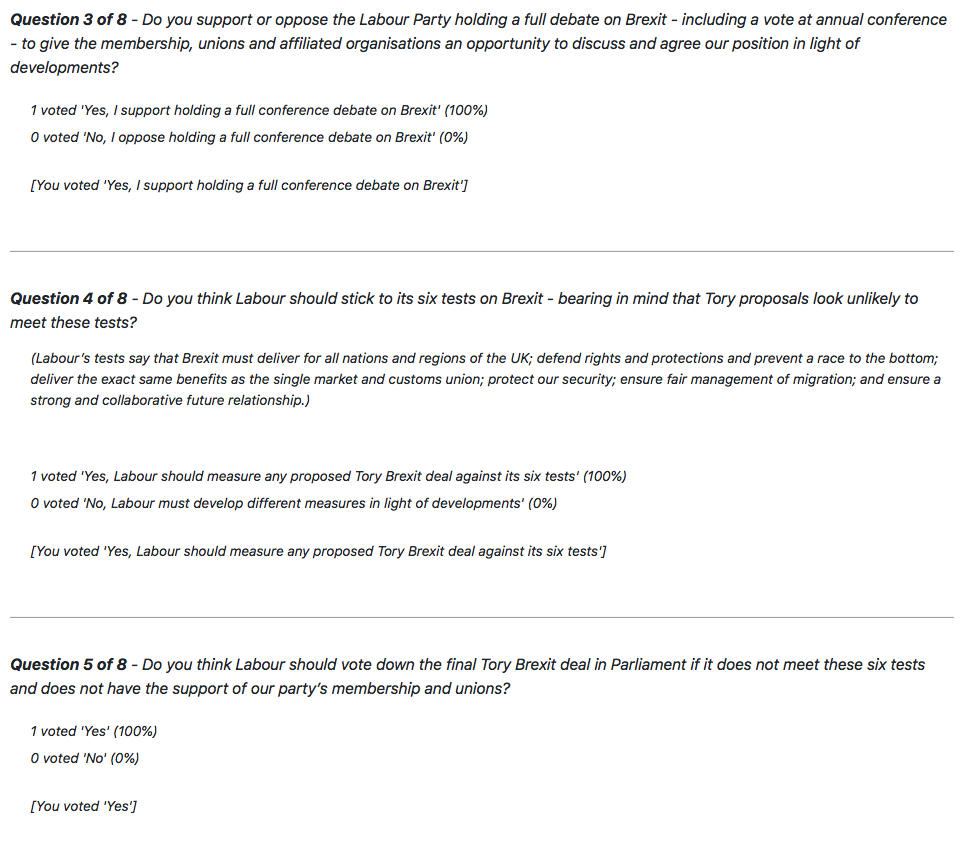 Question 3 of 8 - Do you support or oppose the Labour Party holding a full debate on Brexit - including a vote at annual conference
- to give the membership, unions and affiliated organisations an opportunity to discuss and agree our position in light of
developments?
1 voted 'Yes, I support holding a full conference debate on Brexit' (100%)
0 voted 'No, I oppose holding a full conference debate on Brexit' (0%)
[You voted 'Yes, I support holding a full conference debate on Brexit']
Question 4 of 8 - Do you think Labour should stick to its six tests on Brexit - bearing in mind that Tory proposals look unlikely to
meet these tests?
(Labour's tests say that Brexit must deliver for all nations and regions of the UK; defend rights and protections and prevent a race to the bottom;
deliver the exact same benefits as the single market and customs union; protect our security; ensure fair management of migration; and ensure a
strong and collaborative future relationship.)
1 voted 'Yes, Labour should measure any proposed Tory Brexit deal against its six tests' (100%)
0 voted 'No, Labour must develop different measures in light of developments' (0%)
[You voted 'Yes, Labour should measure any proposed Tory Brexit deal against its six tests']
Question 5 of 8 - Do you think Labour should vote down the final Tory Brexit deal in Parliament if it does not meet these six tests
and does not have the support of our party's membership and unions?
1 voted 'Yes' (100%)
0 voted 'No' (0%)
[You voted 'Yes']